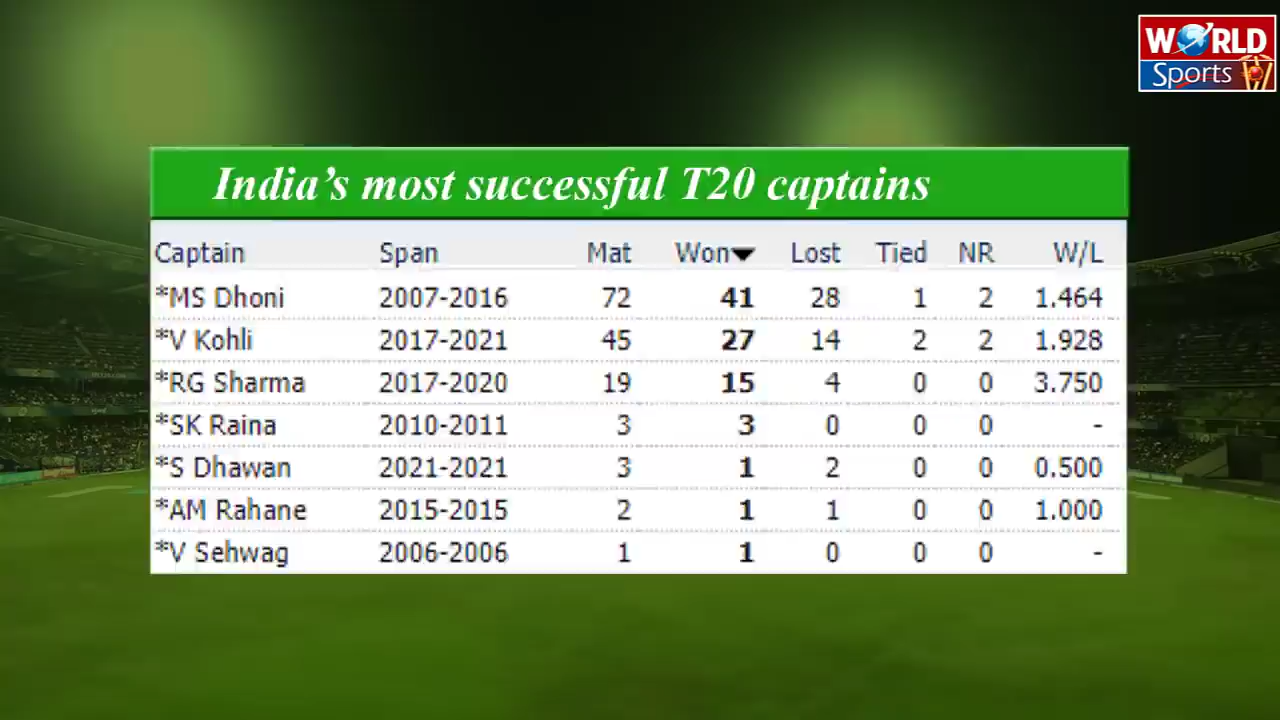 WORLD
Sports
India's most successful T20 captains
Captain Span Mat Won▼ Lost Tied NR W/L
*MS Dhoni 2007-2016 72 41 28 1 2 1.464
*V Kohli 2017-2021 45 27 14 2 2 1.928
*RG Sharma 2017-2020 19 15 4 0 0 3.750
*SK Raina 2010-2011 3 3 0 0 0 -
*S Dhawan 2021-2021 3 1 2 0 0 0.500
*AM Rahane 2015-2015 2 1 1 0 0 1.000
*V Sehwag 2006-2006 1 1 0 0 0 -